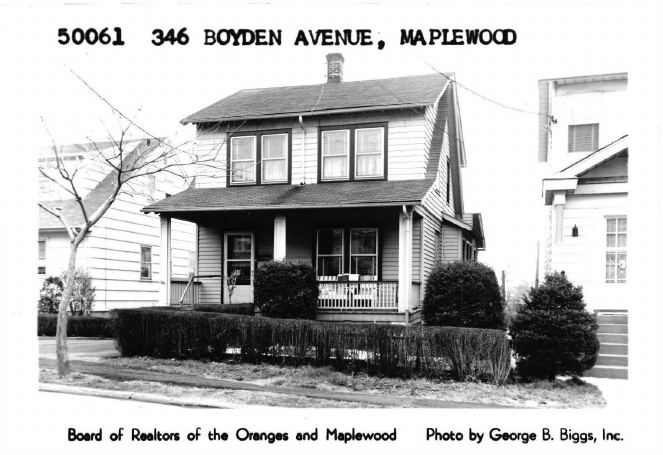 50061 346 BOYDEN AVENUE, MAPLEWOOD
Board of Realtors of the Oranges and Maplewood Photo by George B. Biggs, Inc.